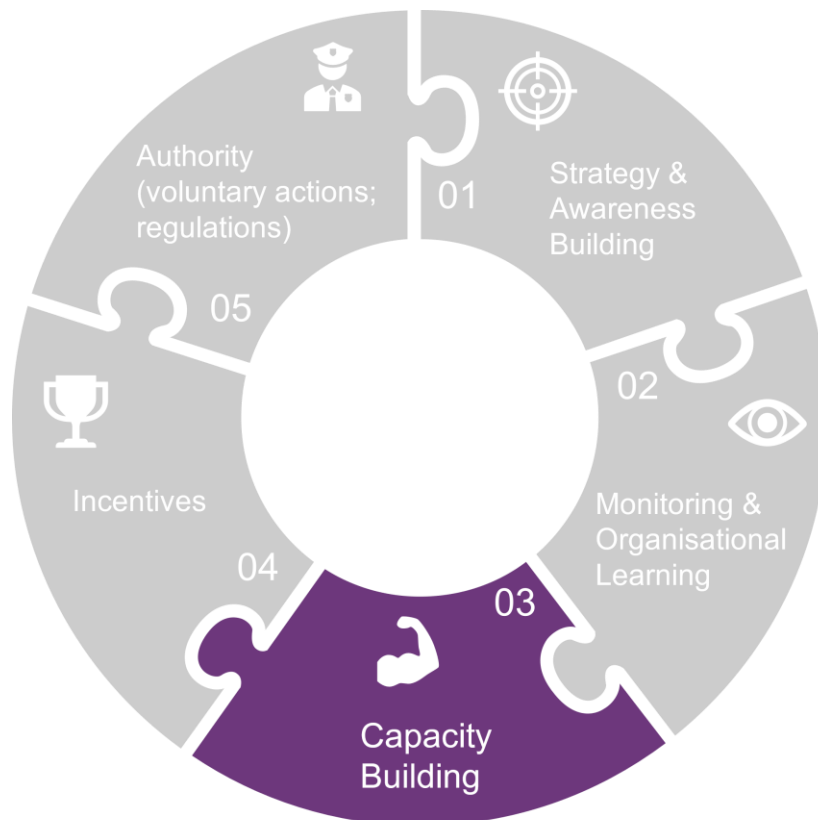 01
Strategy &
Awareness
Building
02
Monitoring &
Organisational
Learning
03
Capacity
Building
04
Incentives
05
Authority
(voluntary actions;
regulations)